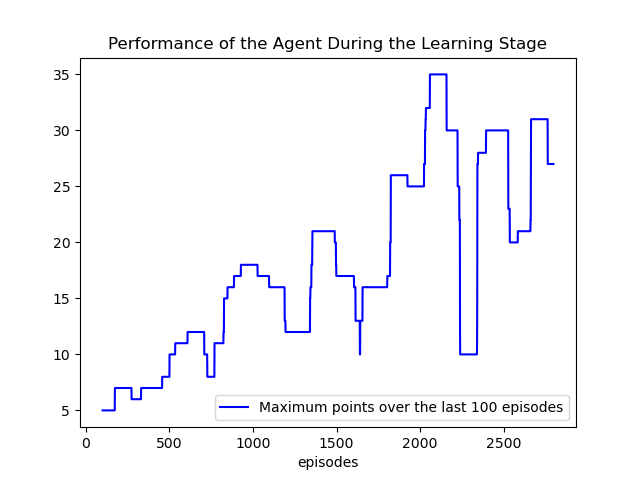 Performance of the Agent During the Learning Stage
35
30
25
20
15
10
5
Maximum points over the last 100 episodes
0 500 1000 1500 2000 2500
episodes